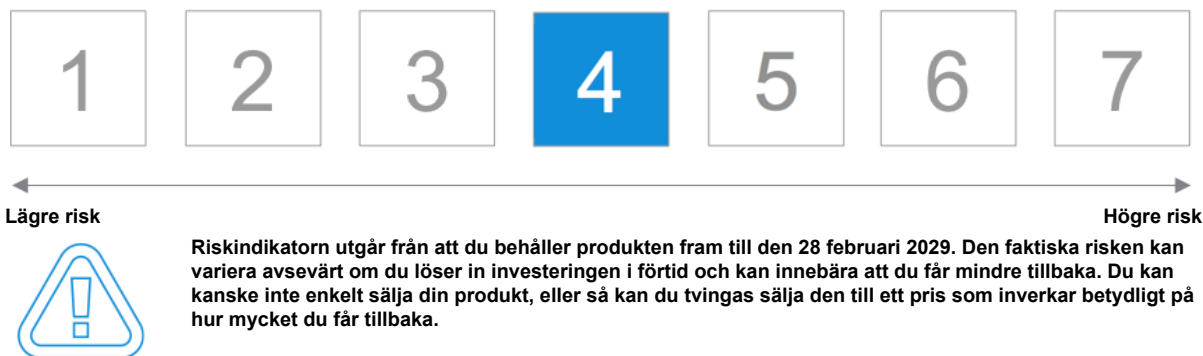 1 2 3 4 5 6 7
Lägre risk Högre risk
Riskindikatorn utgår från att du behåller produkten fram till den 28 februari 2029. Den faktiska risken kan
variera avsevärt om du löser in investeringen i förtid och kan innebära att du får mindre tillbaka. Du kan
kanske inte enkelt sälja din produkt, eller så kan du tvingas sälja den till ett pris som inverkar betydligt på
hur mycket du får tillbaka.